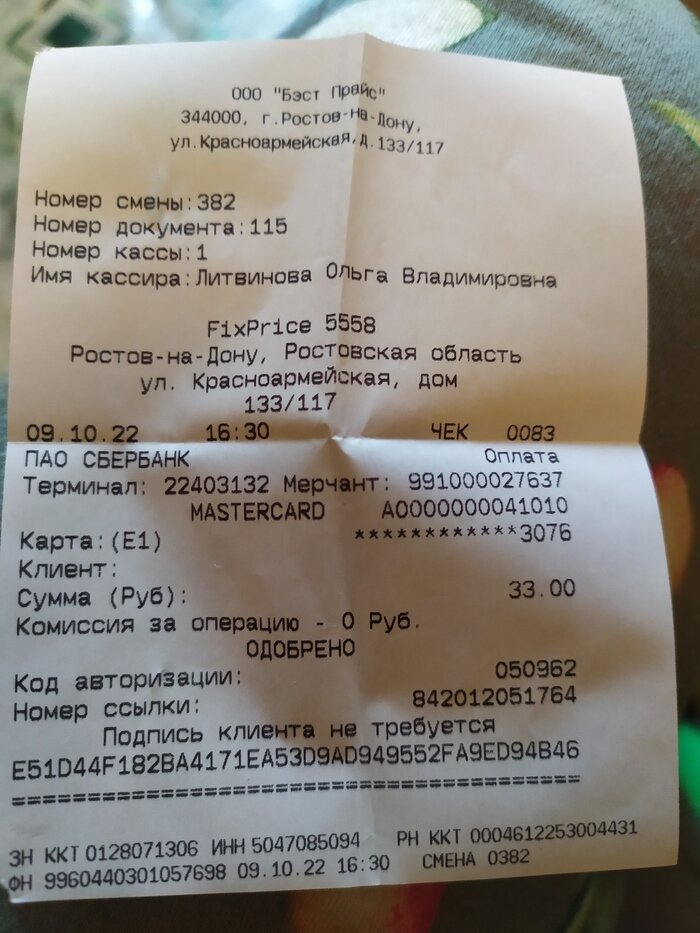 ООО "Бэст Прайс"
344000, г.Ростов-на-Дону,
ул.Красноармейская,д.133/117
Номер смены:382
Номер документа:115
Номер кассы:1
Имя кассира:Литвинова Ольга Владимировна
FixPrice 5558
Ростов-на-Дону, Ростовская область
ул. Красноармейская, дом
133/117
09.10.22 16:30 ЧЕК 0083
ПАО СБЕРБАНК Оплата
Терминал: 22403132 Мерчант: 991000027637
MASTERCARD A0000000041010
Карта:(E1) ************3076
Клиент:
Сумма (Руб): 33.00
Комиссия за операцию - 0 Руб.
ОДОБРЕНО
Код авторизации: 050962
Номер ссылки: 842012051764
Подпись клиента не требуется
E51D44F182BA4171EA53D9AD949552FA9ED94B46
========================================
ЗН ККТ 0128071306 ИНН 5047085094 РН ККТ 0004612253004431
ФН 9960440301057698 09.10.22 16:30 СМЕНА 0382